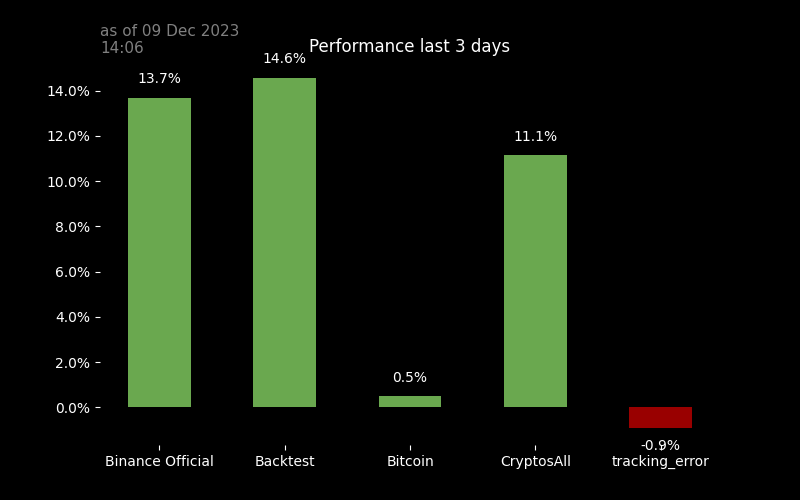 as of 09 Dec 2023
14:06
Performance last 3 days
14.6%
13.7%
11.1%
0.5%
-0.9%
14.0%
12.0%
10.0%
8.0%
6.0%
4.0%
2.0%
0.0%
Binance Official
Backtest
Bitcoin
CryptosAll
tracking_error